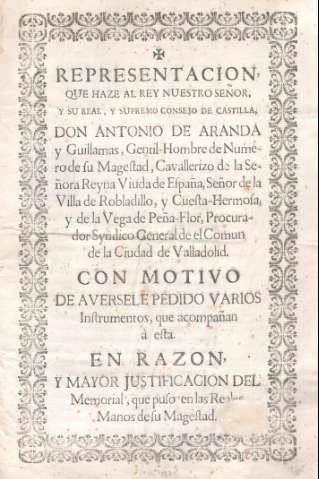 REPRESENTACION,
QUE HAZE AL REY NUESTRO SEÑOR,
Y SU REAL, Y SUPREMO CONSEJO DE CASTILLA,
DON ANTONIO DE ARANDA
y Guillamas, Gentil-Hombre de Nume-
ro de su Magestad, Cavallerizo de la Se-
ñora Reyna Viuda de España, Señor de la
Villa de Robladillo, y Cuesta-Hermosa,
y de la Vega de Peña-Flor, Procura-
dor Syndico General de el Comun
de la Ciudad de Valladolid.
CON MOTIVO
DE AVERSELE PEDIDO VARIOS
Instrumentos, que acompañan
à esta.
EN RAZON,
Y MAYOR JUSTIFICACION DEL
Memorial, que puso en las Reales
Manos de su Magestad.